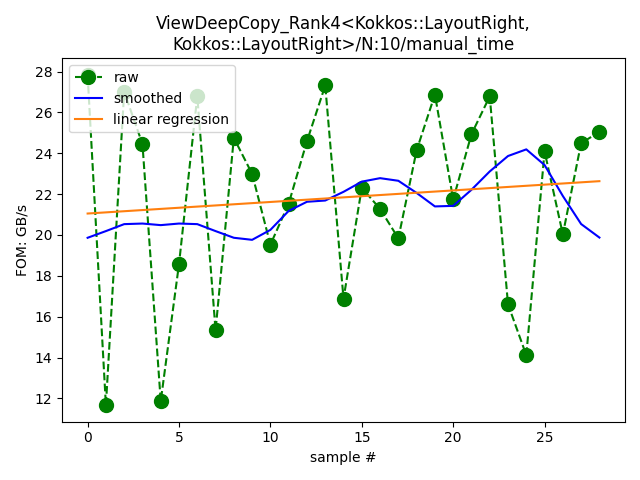 ViewDeepCopy_Rank4<Kokkos::LayoutRight,
Kokkos::LayoutRight>/N:10/manual_time
raw
smoothed
linear regression
FOM: GB/s
28
26
24
22
20
18
16
14
12
0
5
10
15
20
25
sample #